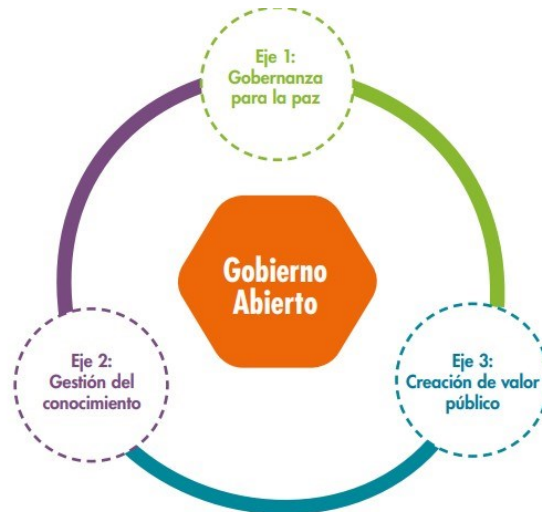 Eje 1:
Gobernanza
para la paz
Gobierno
Abierto
Eje 2:
Gestión del
conocimiento
Eje 3:
Creación de valor
público